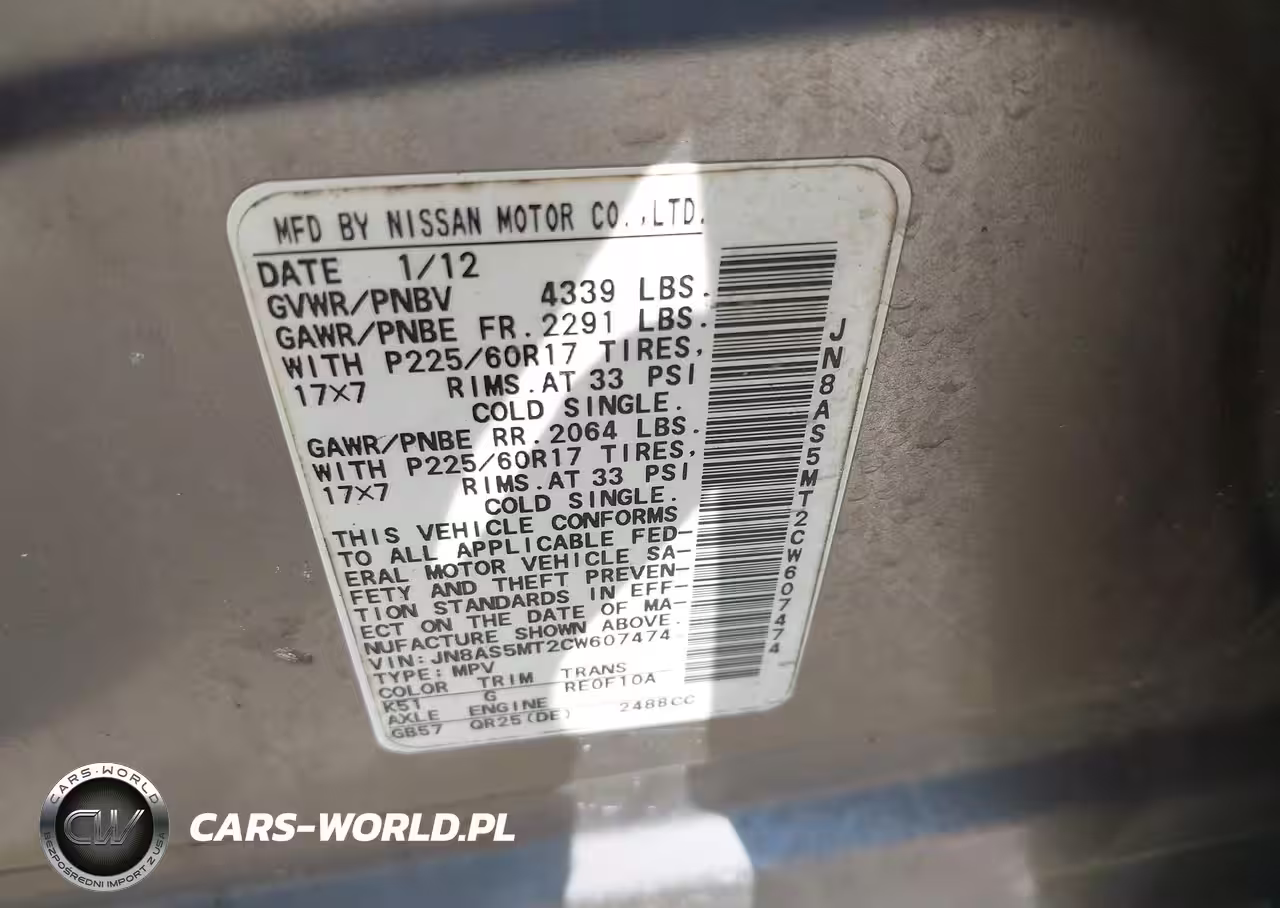 MFD BY NISSAN MOTOR CO.,LTD.
DATE 1/12
GVWR/PNBV 4339 LBS.
GAWR/PNBE FR.2291 LBS.
WITH P225/60R17 TIRES,
17×7 RIMS.AT 33 PSI
COLD SINGLE.
GAWR/PNBE RR.2064 LBS.
WITH P225/60R17 TIRES,
17×7 RIMS.AT 33 PSI
COLD SINGLE.
THIS VEHICLE CONFORMS
TO ALL APPLICABLE FED-
ERAL MOTOR VEHICLE SA-
FETY AND THEFT PREVEN-
TION STANDARDS IN EFF-
ECT ON THE DATE OF MA-
NUFACTURE SHOWN ABOVE.
VIN:JN8AS5MT2CW607474
TYPE:MPV
COLOR TRIM TRANS
K51 G RE0F10A
AXLE ENGINE
GB57 QR25(DE) 2488CC
JN8AS5MT2CW607474
CARS-WORLD
CW
BEZPOŚREDNI IMPORT Z USA
CARS-WORLD.PL